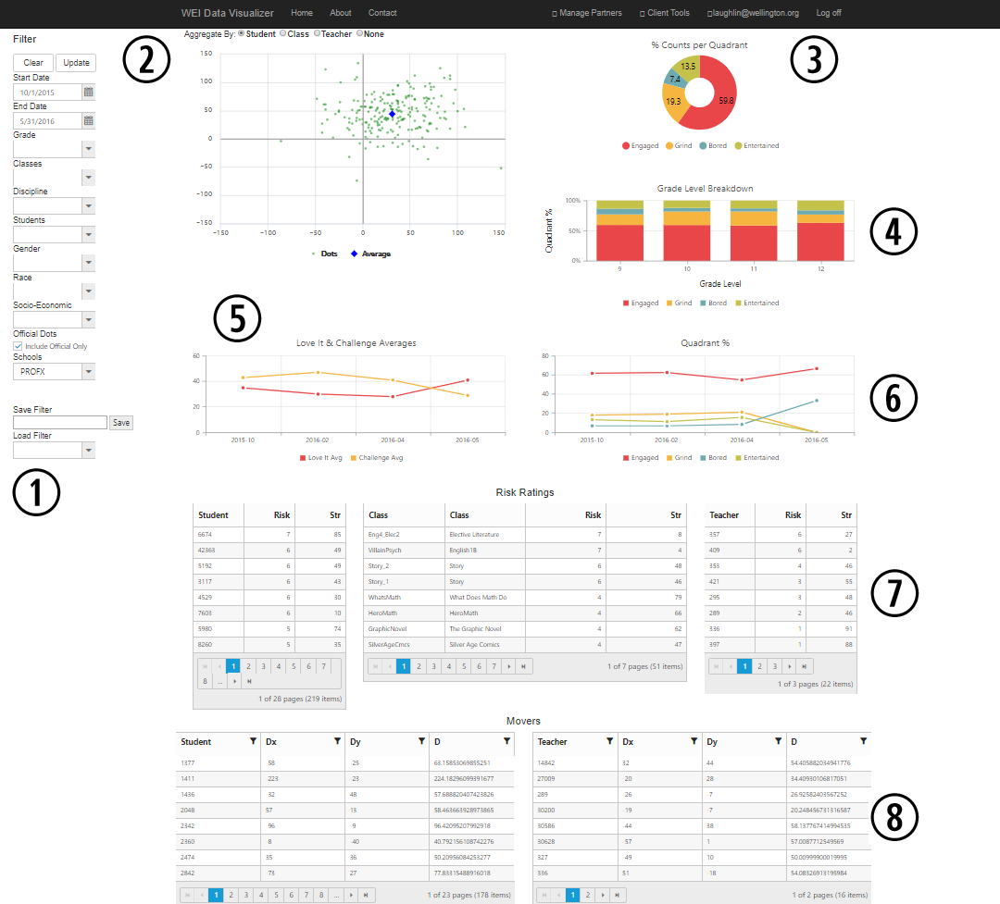 WEI Data Visualizer Home About Contact Manage Partners Client Tools laughlin@wellington.org Log off
Filter
Clear Update
Start Date
10/1/2015
End Date
5/31/2016
Grade
Classes
Discipline
Students
Gender
Race
Socio-Economic
Official Dots
Include Official Only
Schools
PROFX
Save Filter
Save
Load Filter
1
2
Aggregate By: Student Class Teacher None
150
100
50
0
−50
−100
−150
−150 −100 −50 0 50 100 150
Dots Average
3
% Counts per Quadrant
13.5
7.4
19.3
59.8
Engaged Grind Bored Entertained
4
Grade Level Breakdown
Quadrant %
100%
50%
0%
9 10 11 12
Grade Level
Engaged Grind Bored Entertained
5
Love It & Challenge Averages
60
40
20
0
2015-10 2016-02 2016-04 2016-05
Love It Avg Challenge Avg
6
Quadrant %
80
60
40
20
0
2015-10 2016-02 2016-04 2016-05
Engaged Grind Bored Entertained
7
Risk Ratings
Student Risk Str
6674 7 85
42363 6 49
5192 6 49
3117 6 43
4529 6 30
7603 6 10
5980 5 74
8260 5 35
1 2 3 4 5 6 7
8 ...
1 of 28 pages (219 items)
Class Class Risk Str
Eng4_Elec2 Elective Literature 7 8
VillainPsych English1B 7 4
Story_2 Story 6 48
Story_1 Story 6 46
WhatsMath What Does Math Do 4 79
HeroMath HeroMath 4 66
GraphicNovel The Graphic Novel 4 62
SilverAgeCmcs Silver Age Comics 4 47
1 2 3 4 5 6 7
1 of 7 pages (51 items)
Teacher Risk Str
357 6 27
409 6 2
353 4 46
421 3 55
295 3 48
289 2 46
336 1 91
397 1 88
1 2 3
1 of 3 pages (22 items)
8
Movers
Student Dx Dy D
1377 58 -25 63.15853069855251
1411 -223 -23 224.18296099391677
1436 32 48 57.688820407423826
2048 57 13 58.463663928973865
2342 96 -9 96.42095207992918
2360 -8 -40 40.792156108742276
2474 35 36 50.20956084253277
2842 73 27 77.83315488916018
1 2 3 4 5 6 7 8 ...
1 of 23 pages (178 items)
Teacher Dx Dy D
14842 32 44 54.405882034941776
27009 20 28 34.40930106817051
289 26 -7 26.92582403567252
30200 -19 -7 20.248456731316587
30586 44 38 58.137767414994535
30628 57 1 57.0087712549569
327 49 10 50.00999900019995
336 51 -18 54.08326913195984
1 2
1 of 2 pages (16 items)